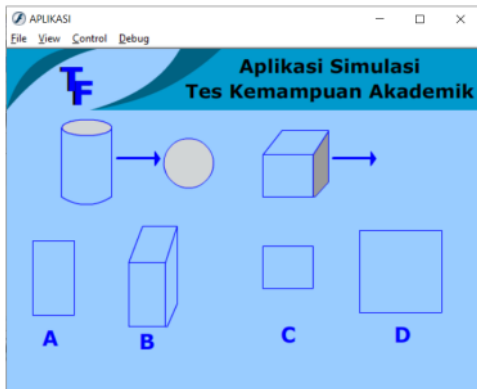 APLIKASI
File View Control Debug
TF
Aplikasi Simulasi
Tes Kemampuan Akademik
A
B
C
D